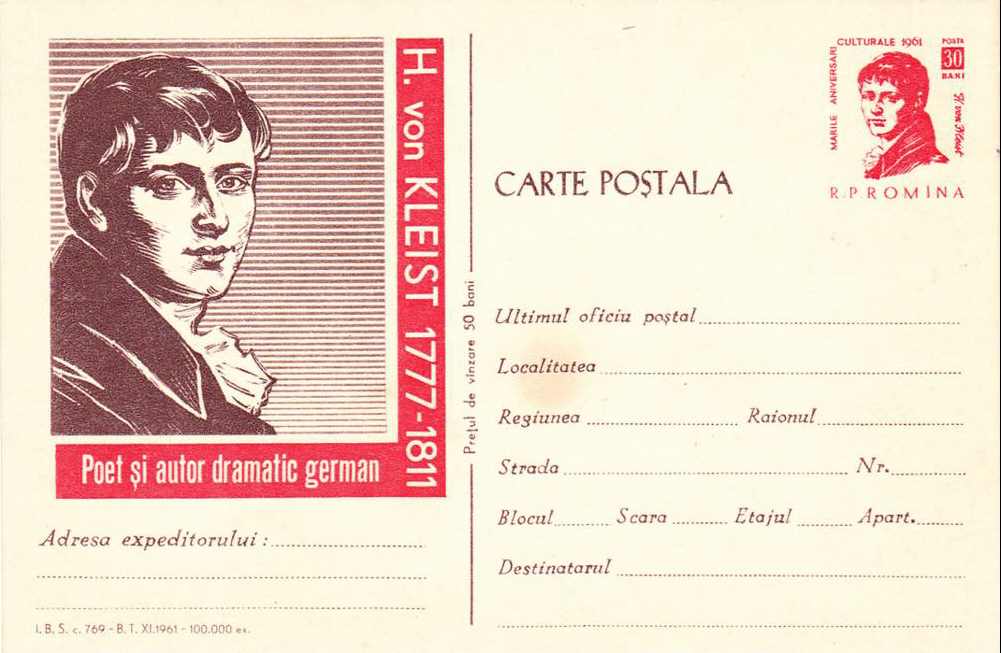 H. von KLEIST 1777-1811
Poet și autor dramatic german
Adresa expeditorului :
I. B. S. c. 769 - B. T. XI.1961 - 100.000 ex.
Prețul de vînzare 50 bani
MARILE ANIVERSARI
CULTURALE 1961
POSTA
30
BANI
H von Kleist
R.P.ROMINA
CARTE POȘTALA
Ultimul oficiu poștal
Localitatea
Regiunea Raionul
Strada Nr.
Blocul Scara Etajul Apart.
Destinatarul